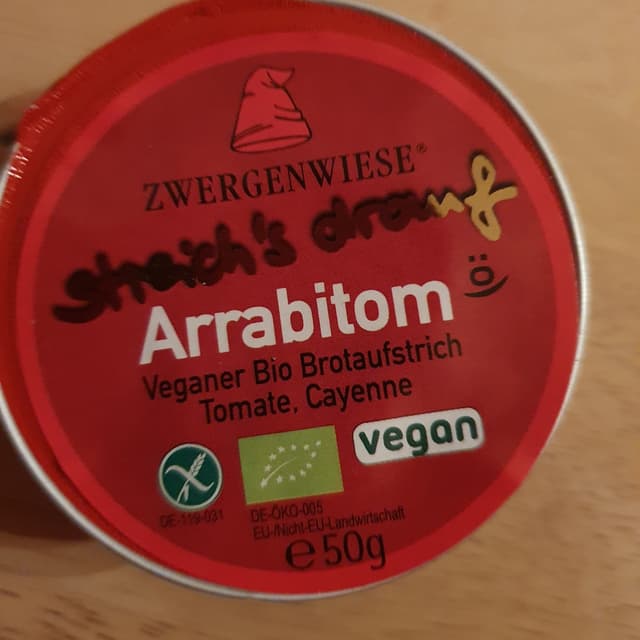 ZWERGENWIESE®
streich's drauf
Arrabitom
Veganer Bio Brotaufstrich
Tomate, Cayenne
vegan
DE-119-031
DE-ÖKO-005
EU-/Nicht-EU-Landwirtschaft
e 50g